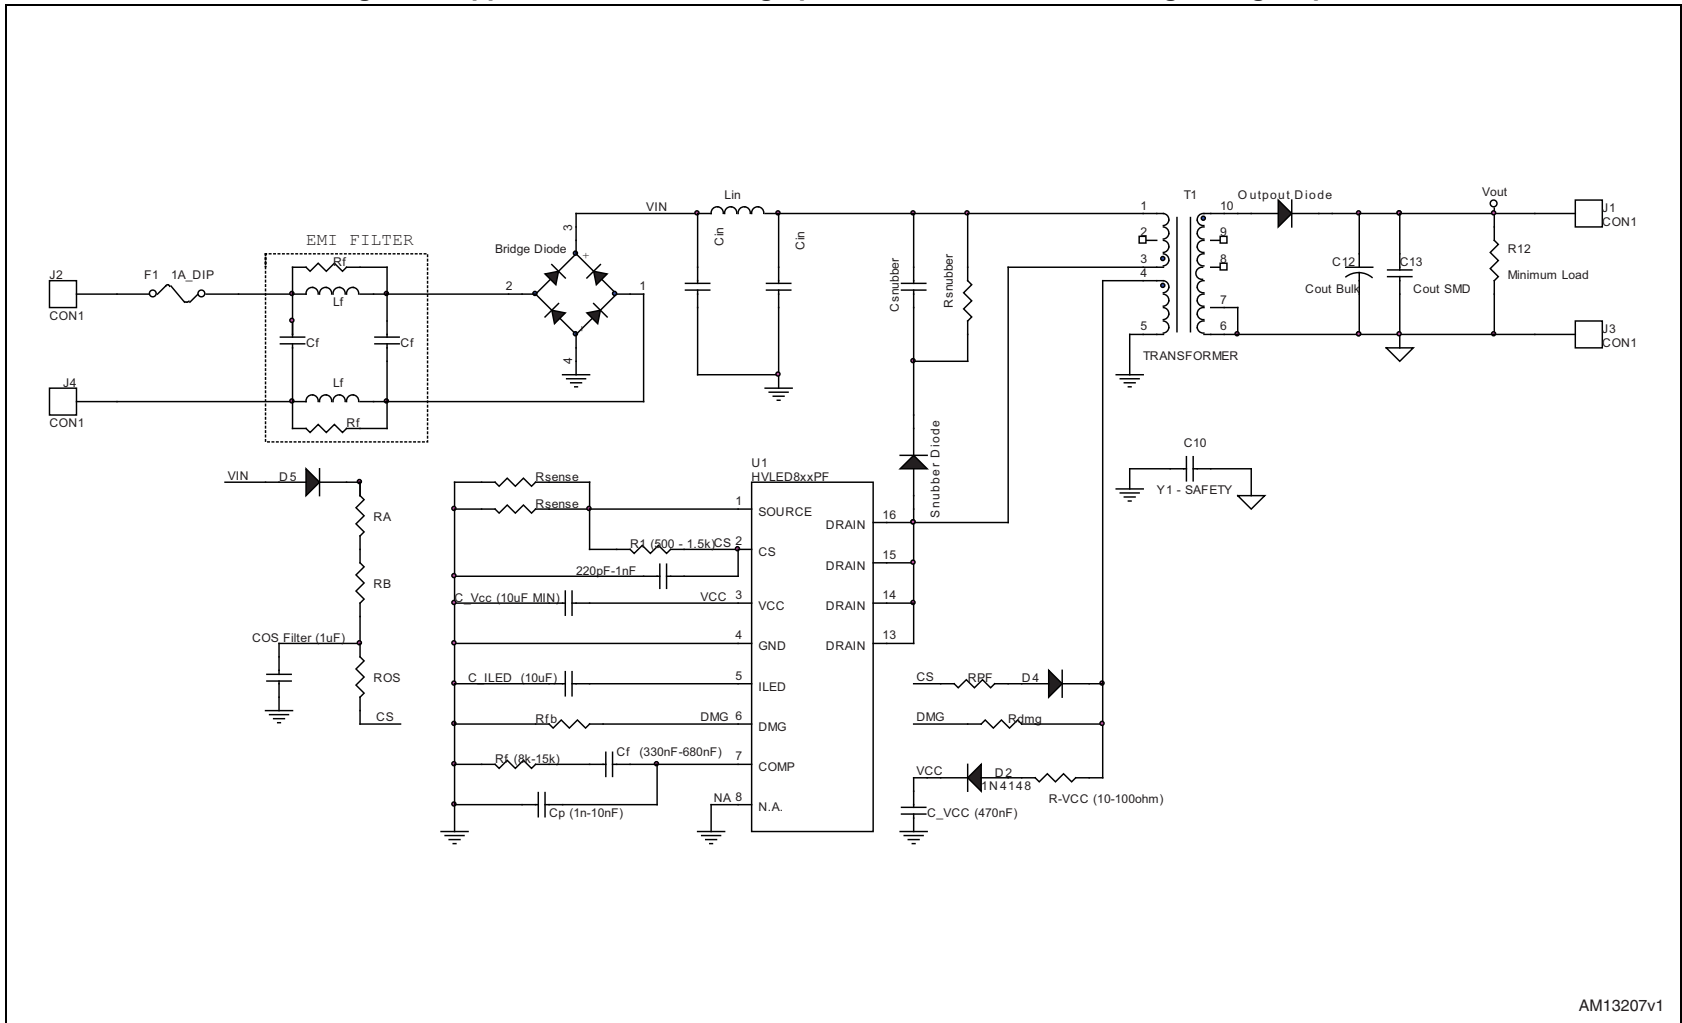 Lin
T1
Outpout Diode
Vout
VIN
1
10
J1
CON1
3
Cin
Cin
2
9
EMI FILTER
Bridge Diode
+
R12
Rf
3
8
C12
C13
Minimum Load
J2
F1 1A_DIP
4
Csnubber
Rsnubber
Cout Bulk
Cout SMD
CON1
Lf
2
1
7
5
6
J3
CON1
Cf
Cf
4
TRANSFORMER
J4
Lf
CON1
Rf
Snubber Diode
C10
U1
HVLED8xxPF
VIN
D5
Rsense
Y1 - SAFETY
1
SOURCE
Rsense
16
DRAIN
RA
R1 (500 - 1.5k)
CS 2
CS
15
DRAIN
220pF-1nF
RB
C_Vcc (10uF MIN)
VCC 3
VCC
14
DRAIN
COS Filter (1uF)
4
GND
13
DRAIN
ROS
C_ILED (10uF)
5
ILED
CS
RPF
D4
CS
Rfb
DMG 6
DMG
DMG
Rdmg
Rf (8k-15k)
Cf (330nF-680nF)
7
COMP
VCC
D2
1N4148
R-VCC (10-100ohm)
Cp (1n-10nF)
NA 8
N.A.
C_VCC (470nF)
AM13207v1